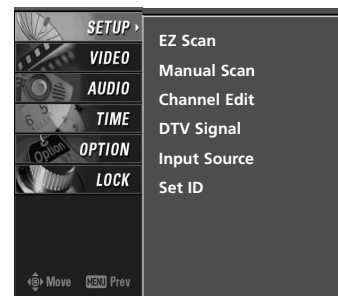 SETUP
VIDEO
AUDIO
TIME
OPTION
LOCK
Move MENU Prev
EZ Scan
Manual Scan
Channel Edit
DTV Signal
Input Source
Set ID